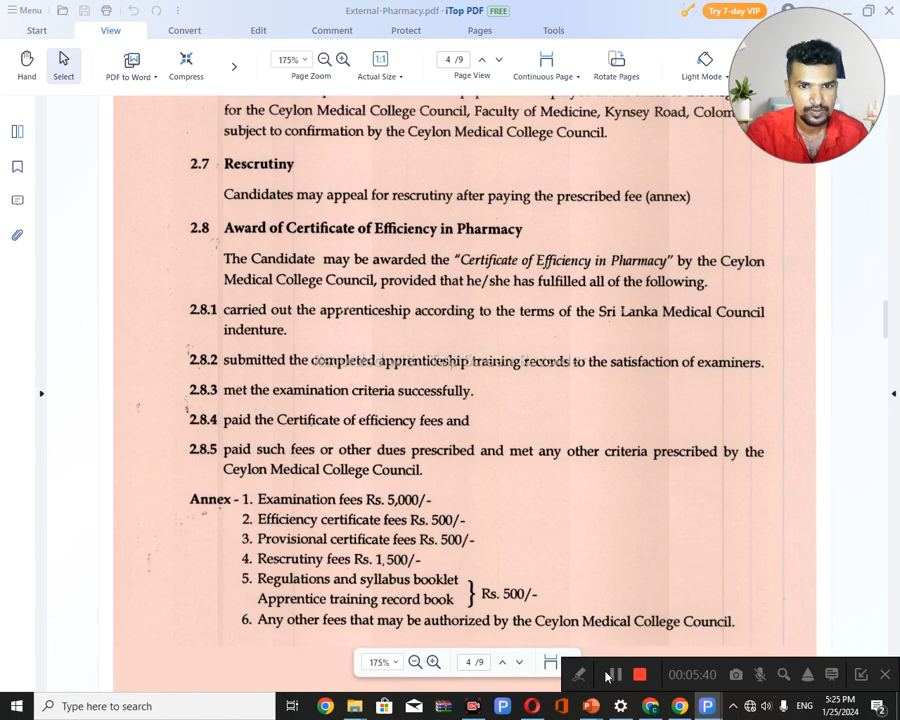 Menu
External-Pharmacy.pdf - iTop PDF FREE
Try 7-day VIP
Start View Convert Edit Comment Protect Pages Tools
Hand Select PDF to Word Compress 175% Page Zoom 1:1 Actual Size 4 /9 Page View Continuous Page Rotate Pages Light Mode
for the Ceylon Medical College Council, Faculty of Medicine, Kynsey Road,
subject to confirmation by the Ceylon Medical College Council.
2.7 Rescrutiny
Candidates may appeal for rescrutiny after paying the prescribed fee (annex)
2.8 Award of Certificate of Efficiency in Pharmacy
The Candidate may be awarded the "Certificate of Efficiency in Pharmacy" by the Ceylon
Medical College Council, provided that he/she has fulfilled all of the following.
2.8.1 carried out the apprenticeship according to the terms of the Sri Lanka Medical Council
indenture.
2.8.2 submitted the completed apprenticeship training records to the satisfaction of examiners.
2.8.3 met the examination criteria successfully.
2.8.4 paid the Certificate of efficiency fees and
2.8.5 paid such fees or other dues prescribed and met any other criteria prescribed by the
Ceylon Medical College Council.
Annex - 1. Examination fees Rs. 5,000/-
2. Efficiency certificate fees Rs. 500/-
3. Provisional certificate fees Rs. 500/-
4. Rescrutiny fees Rs. 1,500/-
5. Regulations and syllabus booklet
Apprentice training record book } Rs. 500/-
6. Any other fees that may be authorized by the Ceylon Medical College Council.
175% 4 /9
00:05:40
Type here to search
ENG
5:25 PM
1/25/2024
2